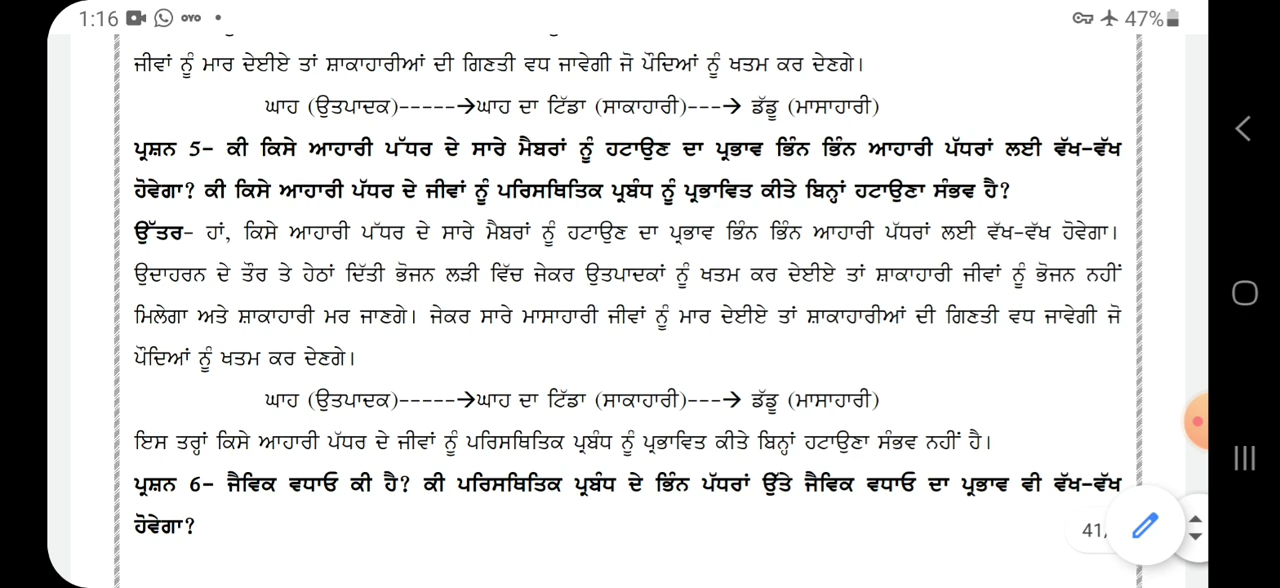 1:16 OYO 47%
ਜੀਵਾਂ ਨੂੰ ਮਾਰ ਦੇਈਏ ਤਾਂ ਸ਼ਾਕਾਹਾਰੀਆਂ ਦੀ ਗਿਣਤੀ ਵਧ ਜਾਵੇਗੀ ਜੋ ਪੌਦਿਆਂ ਨੂੰ ਖਤਮ ਕਰ ਦੇਣਗੇ।
ਘਾਹ (ਉਤਪਾਦਕ)-----→ਘਾਹ ਦਾ ਟਿੱਡਾ (ਸਾਕਾਹਾਰੀ)---→ ਡੱਡੂ (ਮਾਸਾਹਾਰੀ)
ਪ੍ਰਸ਼ਨ 5- ਕੀ ਕਿਸੇ ਆਹਾਰੀ ਪੱਧਰ ਦੇ ਸਾਰੇ ਮੈਬਰਾਂ ਨੂੰ ਹਟਾਉਣ ਦਾ ਪ੍ਰਭਾਵ ਭਿੰਨ ਭਿੰਨ ਆਹਾਰੀ ਪੱਧਰਾਂ ਲਈ ਵੱਖ-ਵੱਖ
ਹੋਵੇਗਾ? ਕੀ ਕਿਸੇ ਆਹਾਰੀ ਪੱਧਰ ਦੇ ਜੀਵਾਂ ਨੂੰ ਪਰਿਸਥਿਤਿਕ ਪ੍ਰਬੰਧ ਨੂੰ ਪ੍ਰਭਾਵਿਤ ਕੀਤੇ ਬਿਨ੍ਹਾਂ ਹਟਾਉਣਾ ਸੰਭਵ ਹੈ?
ਉੱਤਰ- ਹਾਂ, ਕਿਸੇ ਆਹਾਰੀ ਪੱਧਰ ਦੇ ਸਾਰੇ ਮੈਬਰਾਂ ਨੂੰ ਹਟਾਉਣ ਦਾ ਪ੍ਰਭਾਵ ਭਿੰਨ ਭਿੰਨ ਆਹਾਰੀ ਪੱਧਰਾਂ ਲਈ ਵੱਖ-ਵੱਖ ਹੋਵੇਗਾ।
ਉਦਾਹਰਨ ਦੇ ਤੌਰ ਤੇ ਹੇਠਾਂ ਦਿੱਤੀ ਭੋਜਨ ਲੜੀ ਵਿੱਚ ਜੇਕਰ ਉਤਪਾਦਕਾਂ ਨੂੰ ਖਤਮ ਕਰ ਦੇਈਏ ਤਾਂ ਸ਼ਾਕਾਹਾਰੀ ਜੀਵਾਂ ਨੂੰ ਭੋਜਨ ਨਹੀਂ
ਮਿਲੇਗਾ ਅਤੇ ਸ਼ਾਕਾਹਾਰੀ ਮਰ ਜਾਣਗੇ। ਜੇਕਰ ਸਾਰੇ ਮਾਸਾਹਾਰੀ ਜੀਵਾਂ ਨੂੰ ਮਾਰ ਦੇਈਏ ਤਾਂ ਸ਼ਾਕਾਹਾਰੀਆਂ ਦੀ ਗਿਣਤੀ ਵਧ ਜਾਵੇਗੀ ਜੋ
ਪੌਦਿਆਂ ਨੂੰ ਖਤਮ ਕਰ ਦੇਣਗੇ।
ਘਾਹ (ਉਤਪਾਦਕ)-----→ਘਾਹ ਦਾ ਟਿੱਡਾ (ਸਾਕਾਹਾਰੀ)---→ ਡੱਡੂ (ਮਾਸਾਹਾਰੀ)
ਇਸ ਤਰ੍ਹਾਂ ਕਿਸੇ ਆਹਾਰੀ ਪੱਧਰ ਦੇ ਜੀਵਾਂ ਨੂੰ ਪਰਿਸਥਿਤਿਕ ਪ੍ਰਬੰਧ ਨੂੰ ਪ੍ਰਭਾਵਿਤ ਕੀਤੇ ਬਿਨ੍ਹਾਂ ਹਟਾਉਣਾ ਸੰਭਵ ਨਹੀਂ ਹੈ।
ਪ੍ਰਸ਼ਨ 6- ਜੈਵਿਕ ਵਧਾਓ ਕੀ ਹੈ? ਕੀ ਪਰਿਸਥਿਤਿਕ ਪ੍ਰਬੰਧ ਦੇ ਭਿੰਨ ਪੱਧਰਾਂ ਉੱਤੇ ਜੈਵਿਕ ਵਧਾਓ ਦਾ ਪ੍ਰਭਾਵ ਵੀ ਵੱਖ-ਵੱਖ
ਹੋਵੇਗਾ?
41/